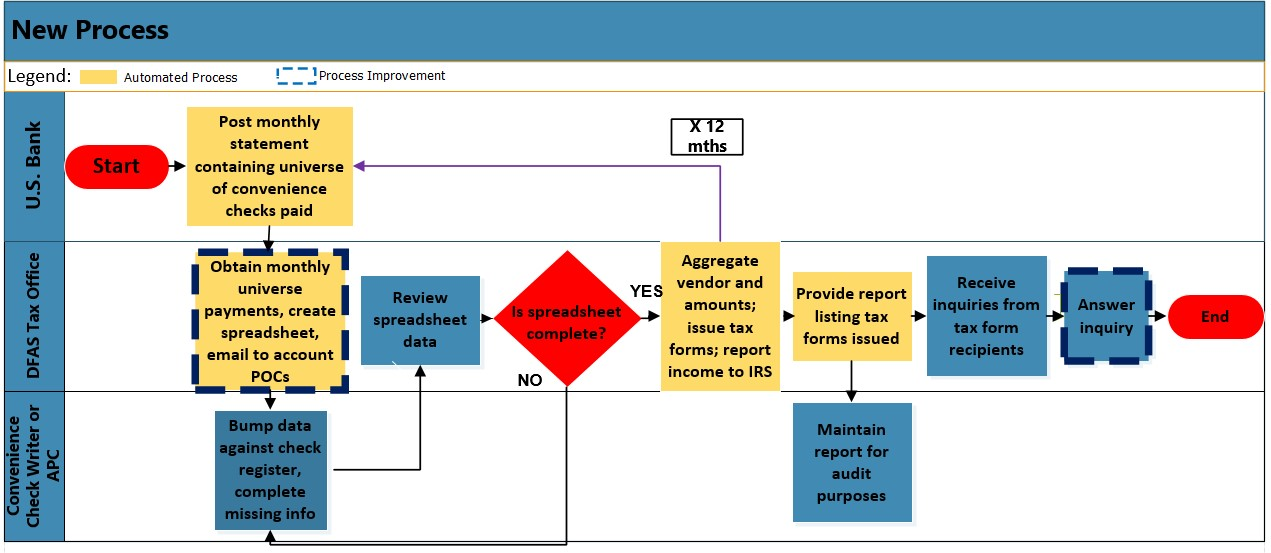 New Process
Legend:
Automated Process
Process Improvement
U.S. Bank
Start
Post monthly
statement
containing universe
of convenience
checks paid
X 12
mths
DFAS Tax Office
Obtain monthly
universe
payments, create
spreadsheet,
email to account
POCs
Review
spreadsheet
data
Is spreadsheet
complete?
YES
NO
Aggregate
vendor and
amounts;
issue tax
forms; report
income to IRS
Provide report
listing tax
forms issued
Receive
inquiries from
tax form
recipients
Answer
inquiry
End
Convenience
Check Writer or
APC
Bump data
against check
register,
complete
missing info
Maintain
report for
audit
purposes